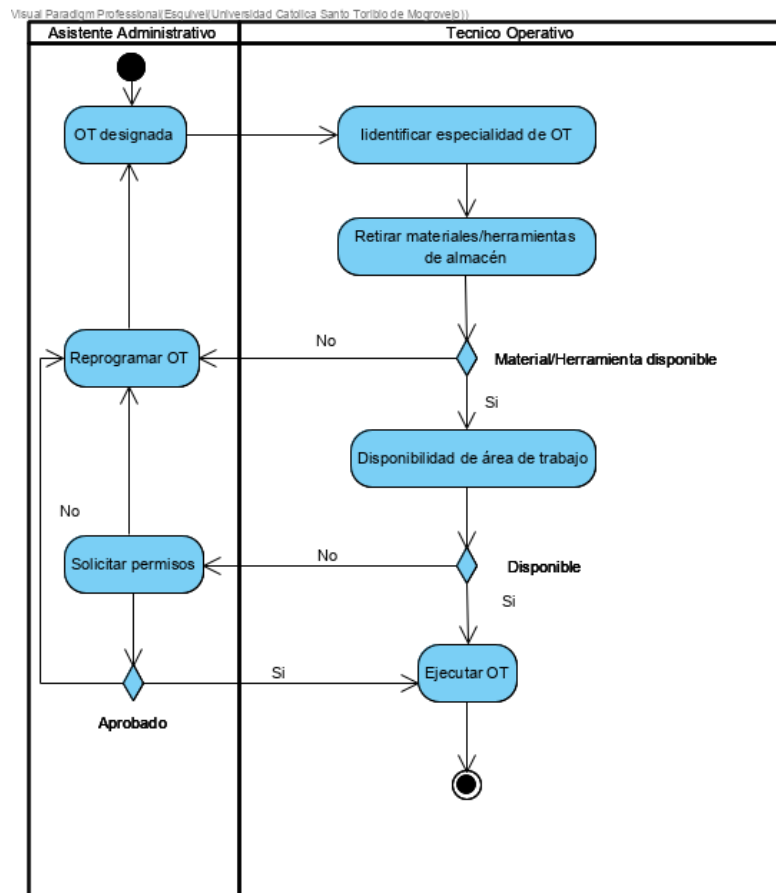 Visual Paradigm Professional(Esquivel(Universidad Catolica Santo Toribio de Mogrovejo))
Asistente Administrativo
Tecnico Operativo
OT designada
Iidentificar especialidad de OT
Retirar materiales/herramientas
de almacén
No
Reprogramar OT
Material/Herramienta disponible
Si
Disponibilidad de área de trabajo
No
No
Solicitar permisos
Disponible
Si
Si
Ejecutar OT
Aprobado